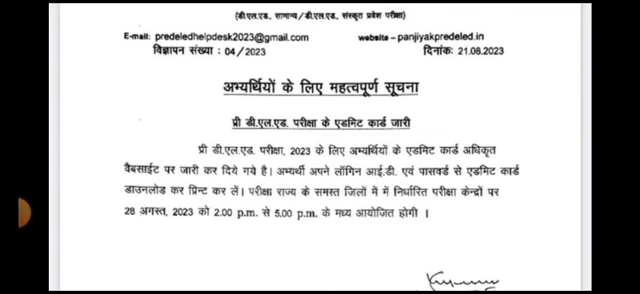 (डी.एल.एड. सामान्य/डी.एल.एड. संस्कृत प्रवेश परीक्षा)
E-mail: predeledhelpdesk2023@gmail.com website – panjiyakpredeled.in
विज्ञापन संख्या : 04/2023 दिनांकः 21.08.2023
अभ्यर्थियों के लिए महत्वपूर्ण सूचना
प्री डी.एल.एड. परीक्षा के एडमिट कार्ड जारी
प्री डी.एल.एड. परीक्षा, 2023 के लिए अभ्यर्थियों के एडमिट कार्ड अधिकृत
वैबसाईट पर जारी कर दिये गये है। अभ्यर्थी अपने लॉगिन आई.डी. एवं पासवर्ड से एडमिट कार्ड
डाउनलोड कर प्रिन्ट कर लें। परीक्षा राज्य के समस्त जिलों में में निर्धारित परीक्षा केन्द्रों पर
28 अगस्त, 2023 को 2.00 p.m. से 5.00 p.m. के मध्य आयोजित होगी ।